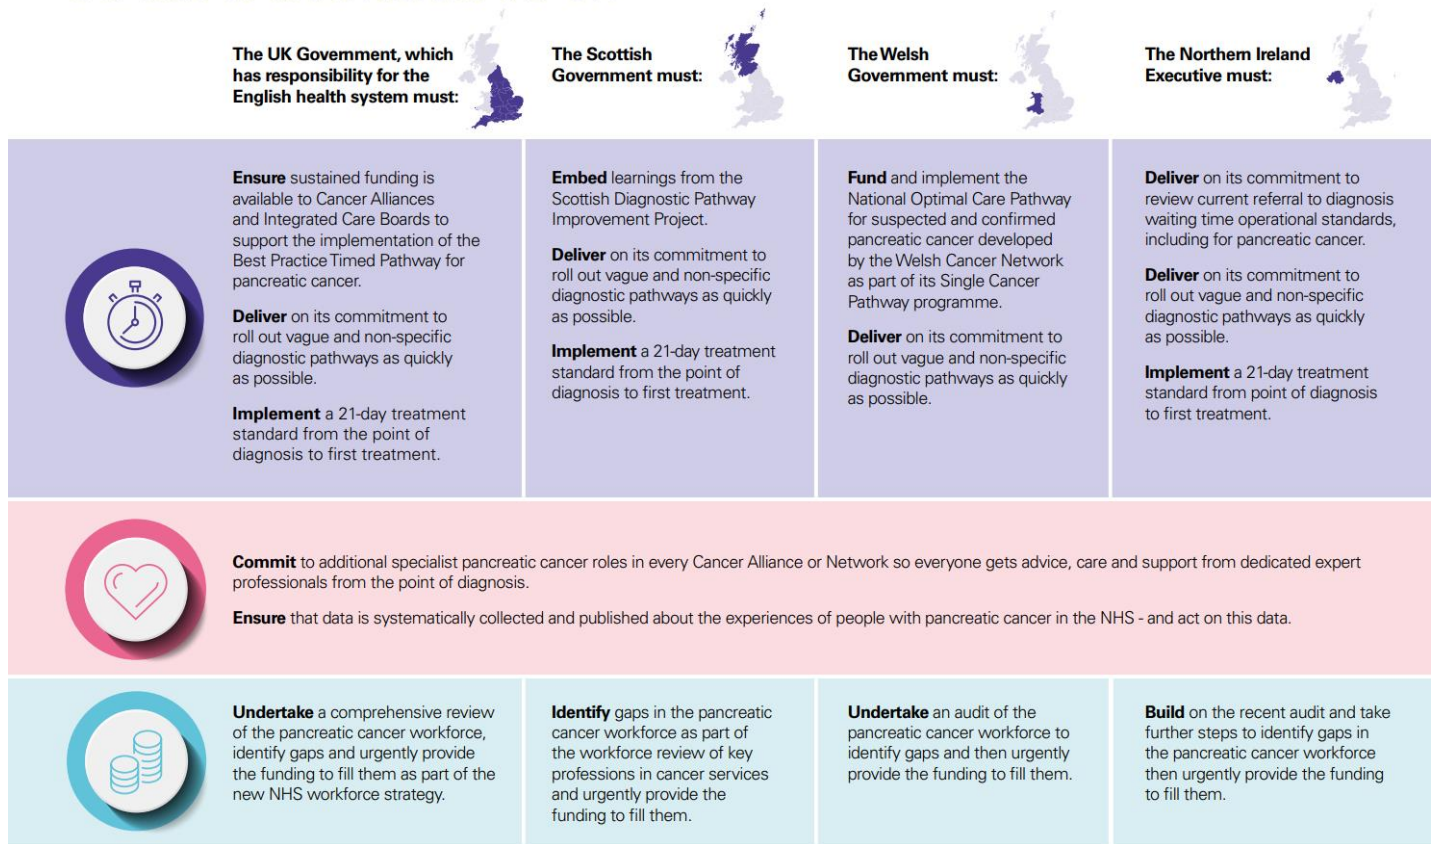 The UK Government, which
has responsibility for the
English health system must:
The Scottish
Government must:
The Welsh
Government must:
The Northern Ireland
Executive must:
Ensure sustained funding is
available to Cancer Alliances
and Integrated Care Boards to
support the implementation of the
Best Practice Timed Pathway for
pancreatic cancer.
Deliver on its commitment to
roll out vague and non-specific
diagnostic pathways as quickly
as possible.
Implement a 21-day treatment
standard from the point of
diagnosis to first treatment.
Embed learnings from the
Scottish Diagnostic Pathway
Improvement Project.
Deliver on its commitment to
roll out vague and non-specific
diagnostic pathways as quickly
as possible.
Implement a 21-day treatment
standard from the point of
diagnosis to first treatment.
Fund and implement the
National Optimal Care Pathway
for suspected and confirmed
pancreatic cancer developed
by the Welsh Cancer Network
as part of its Single Cancer
Pathway programme.
Deliver on its commitment to
roll out vague and non-specific
diagnostic pathways as quickly
as possible.
Deliver on its commitment to
review current referral to diagnosis
waiting time operational standards,
including for pancreatic cancer.
Deliver on its commitment to
roll out vague and non-specific
diagnostic pathways as quickly
as possible.
Implement a 21-day treatment
standard from point of diagnosis
to first treatment.
Commit to additional specialist pancreatic cancer roles in every Cancer Alliance or Network so everyone gets advice, care and support from dedicated expert
professionals from the point of diagnosis.
Ensure that data is systematically collected and published about the experiences of people with pancreatic cancer in the NHS - and act on this data.
Undertake a comprehensive review
of the pancreatic cancer workforce,
identify gaps and urgently provide
the funding to fill them as part of the
new NHS workforce strategy.
Identify gaps in the pancreatic
cancer workforce as part of
the workforce review of key
professions in cancer services
and urgently provide the
funding to fill them.
Undertake an audit of the
pancreatic cancer workforce to
identify gaps and then urgently
provide the funding to fill them.
Build on the recent audit and take
further steps to identify gaps in
the pancreatic cancer workforce
then urgently provide the funding
to fill them.